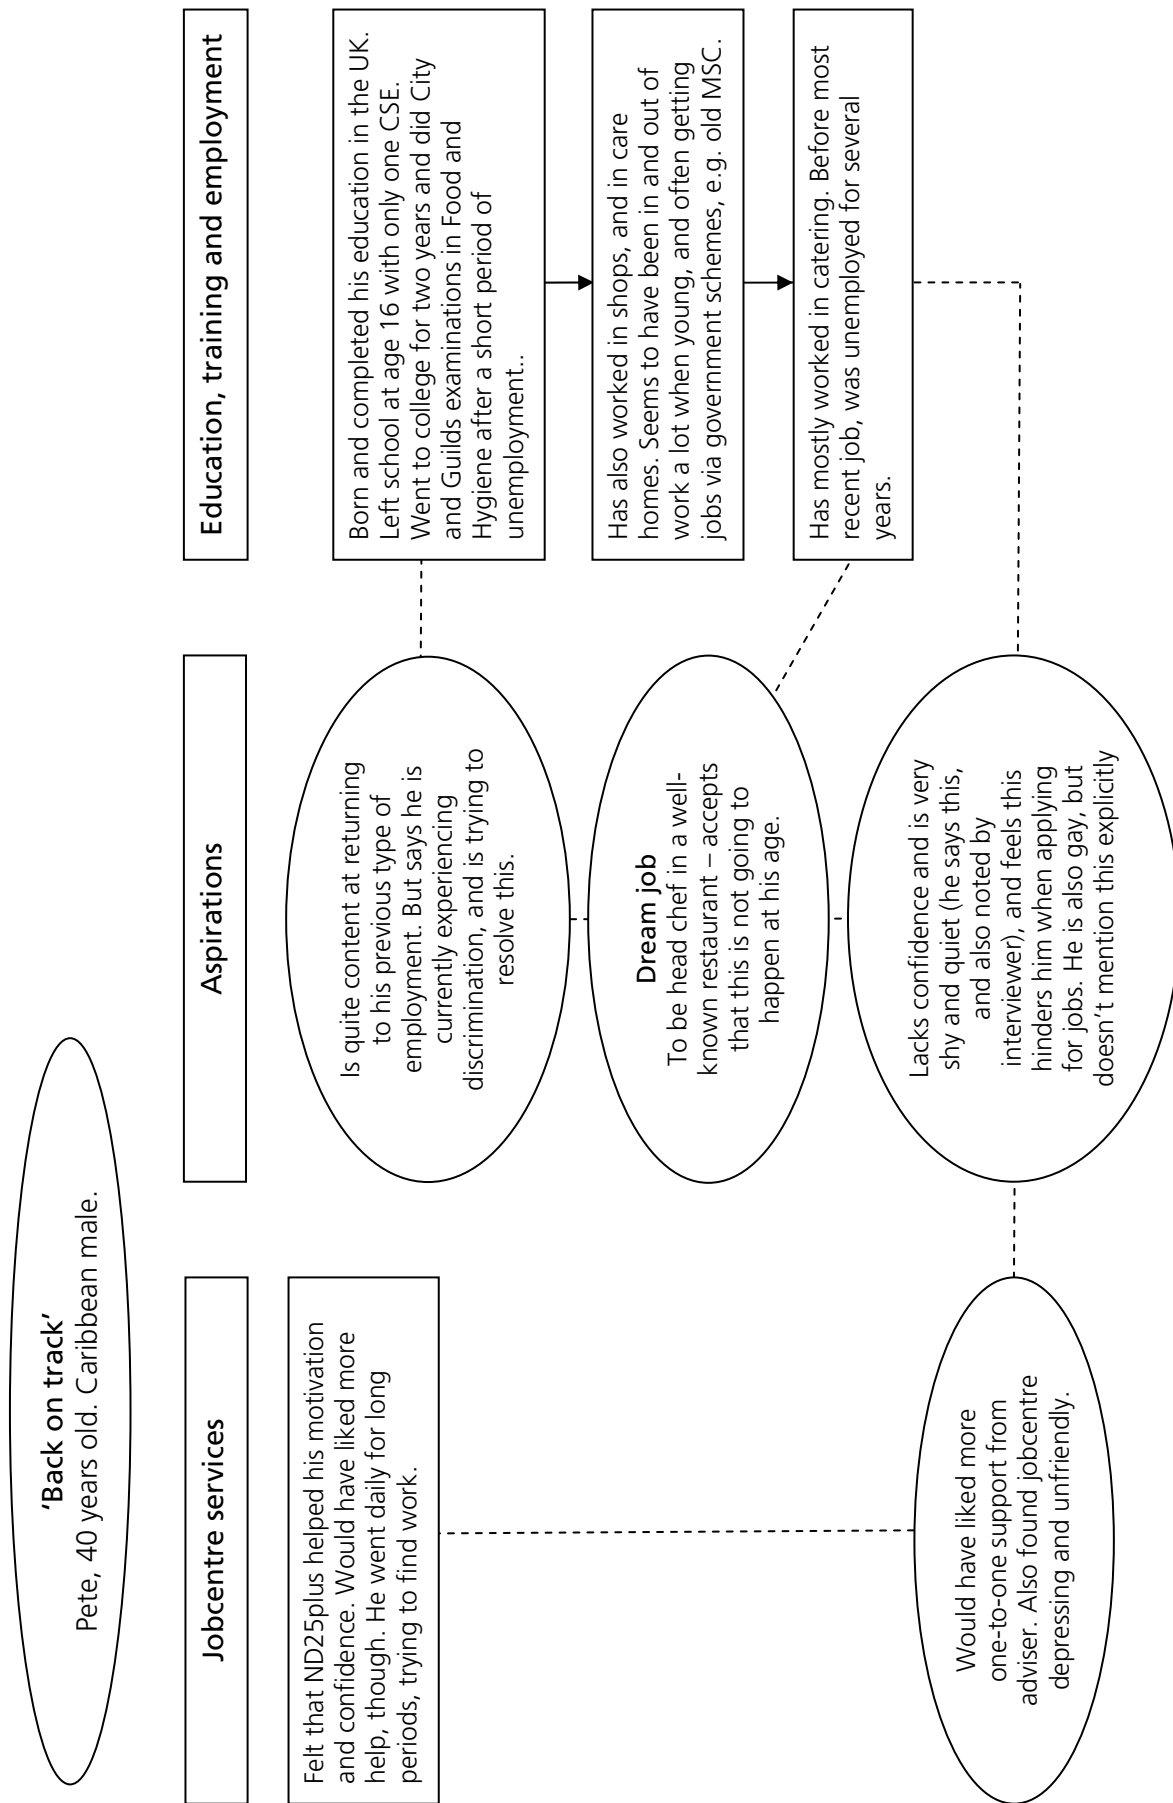 'Back on track'
Pete, 40 years old. Caribbean male.
Jobcentre services
Felt that ND25plus helped his motivation
and confidence. Would have liked more
help, though. He went daily for long
periods, trying to find work.
Would have liked more
one-to-one support from
adviser. Also found jobcentre
depressing and unfriendly.
Aspirations
Is quite content at returning
to his previous type of
employment. But says he is
currently experiencing
discrimination, and is trying to
resolve this.
Dream job
To be head chef in a well-
known restaurant – accepts
that this is not going to
happen at his age.
Lacks confidence and is very
shy and quiet (he says this,
and also noted by
interviewer), and feels this
hinders him when applying
for jobs. He is also gay, but
doesn't mention this explicitly
Education, training and employment
Born and completed his education in the UK.
Left school at age 16 with only one CSE.
Went to college for two years and did City
and Guilds examinations in Food and
Hygiene after a short period of
unemployment..
Has also worked in shops, and in care
homes. Seems to have been in and out of
work a lot when young, and often getting
jobs via government schemes, e.g. old MSC.
Has mostly worked in catering. Before most
recent job, was unemployed for several
years.